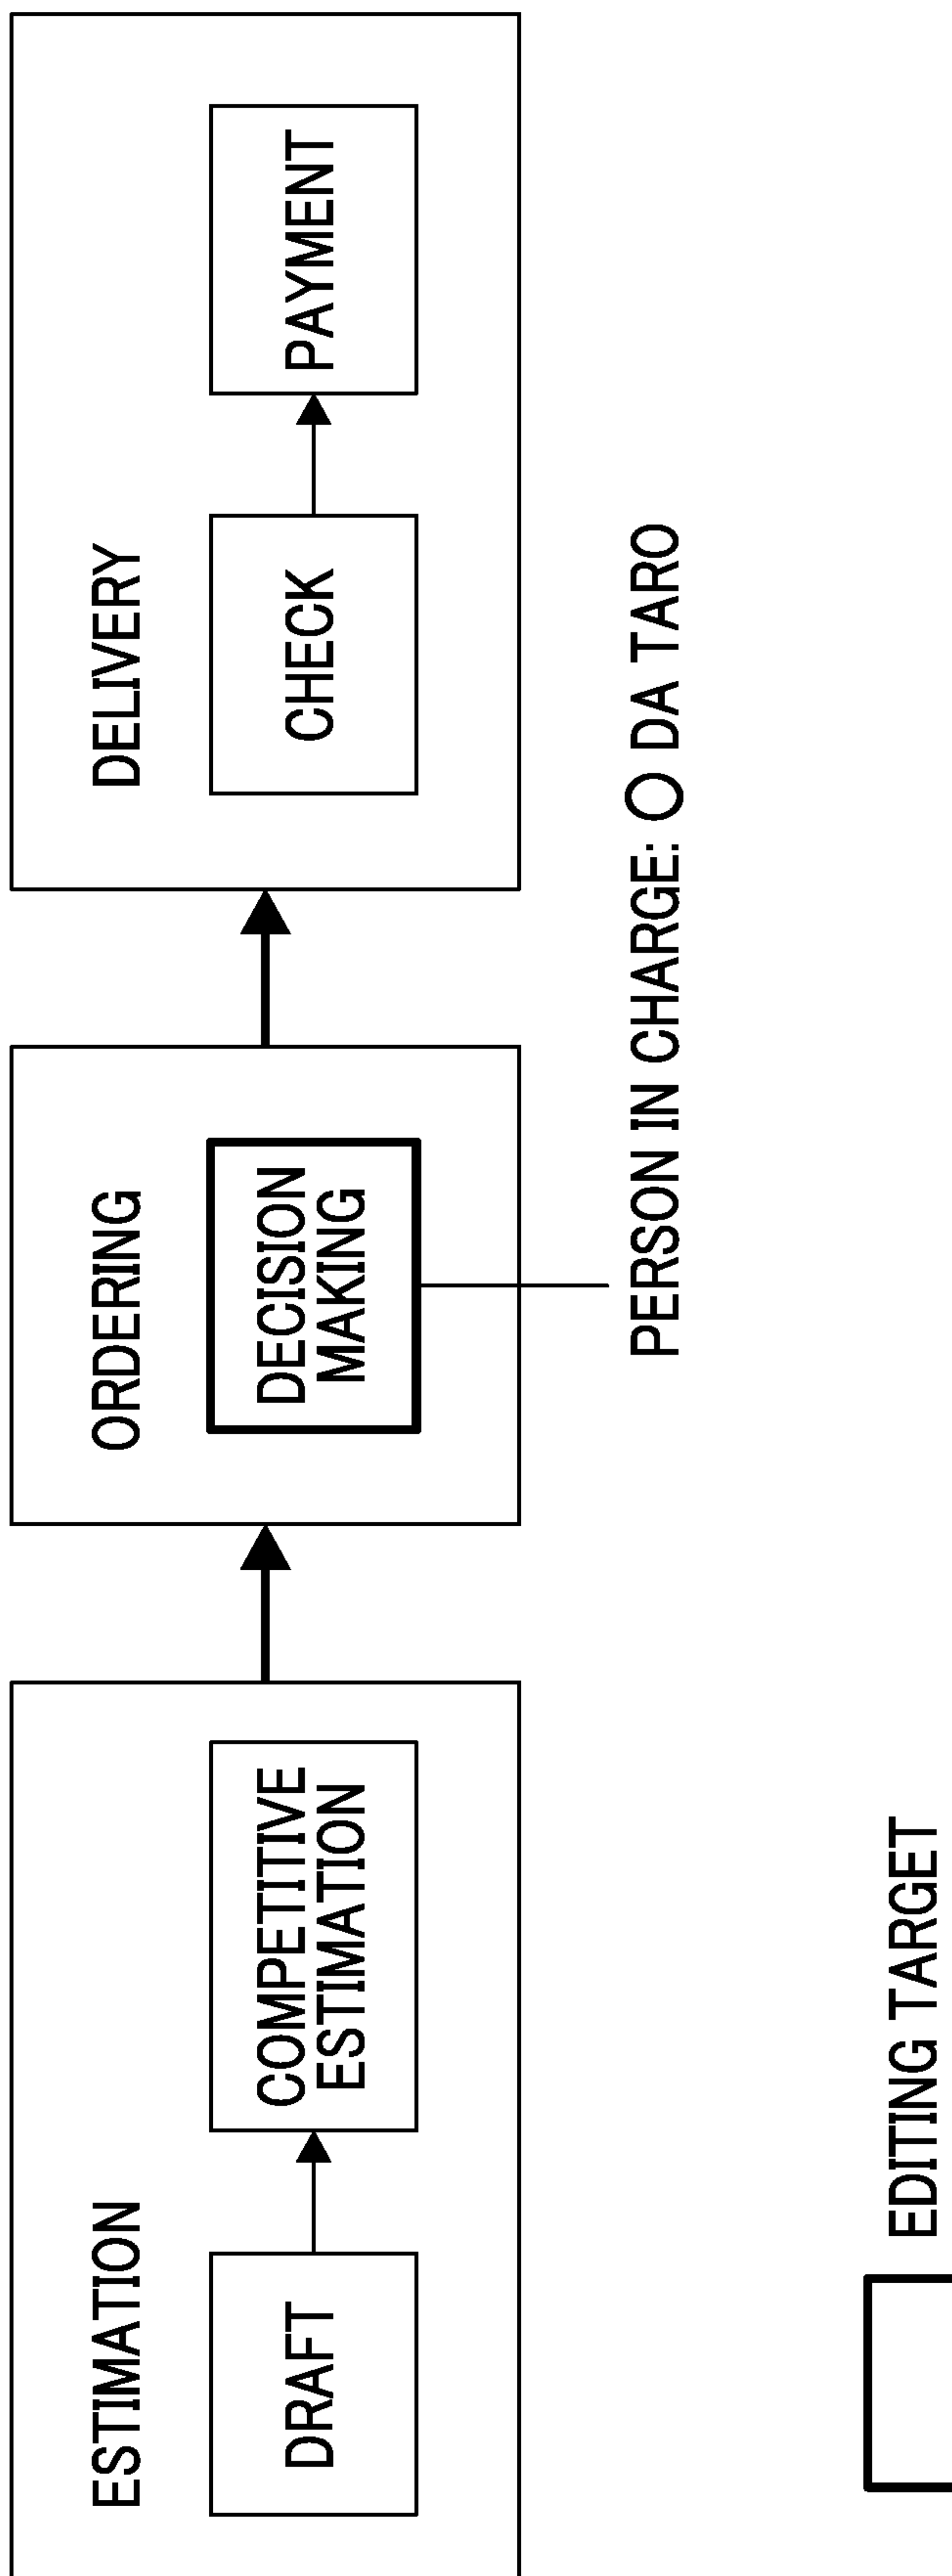 ESTIMATION
DRAFT
COMPETITIVE
ESTIMATION
ORDERING
DECISION
MAKING
DELIVERY
CHECK
PAYMENT
PERSON IN CHARGE: ○ DA TARO
EDITING TARGET